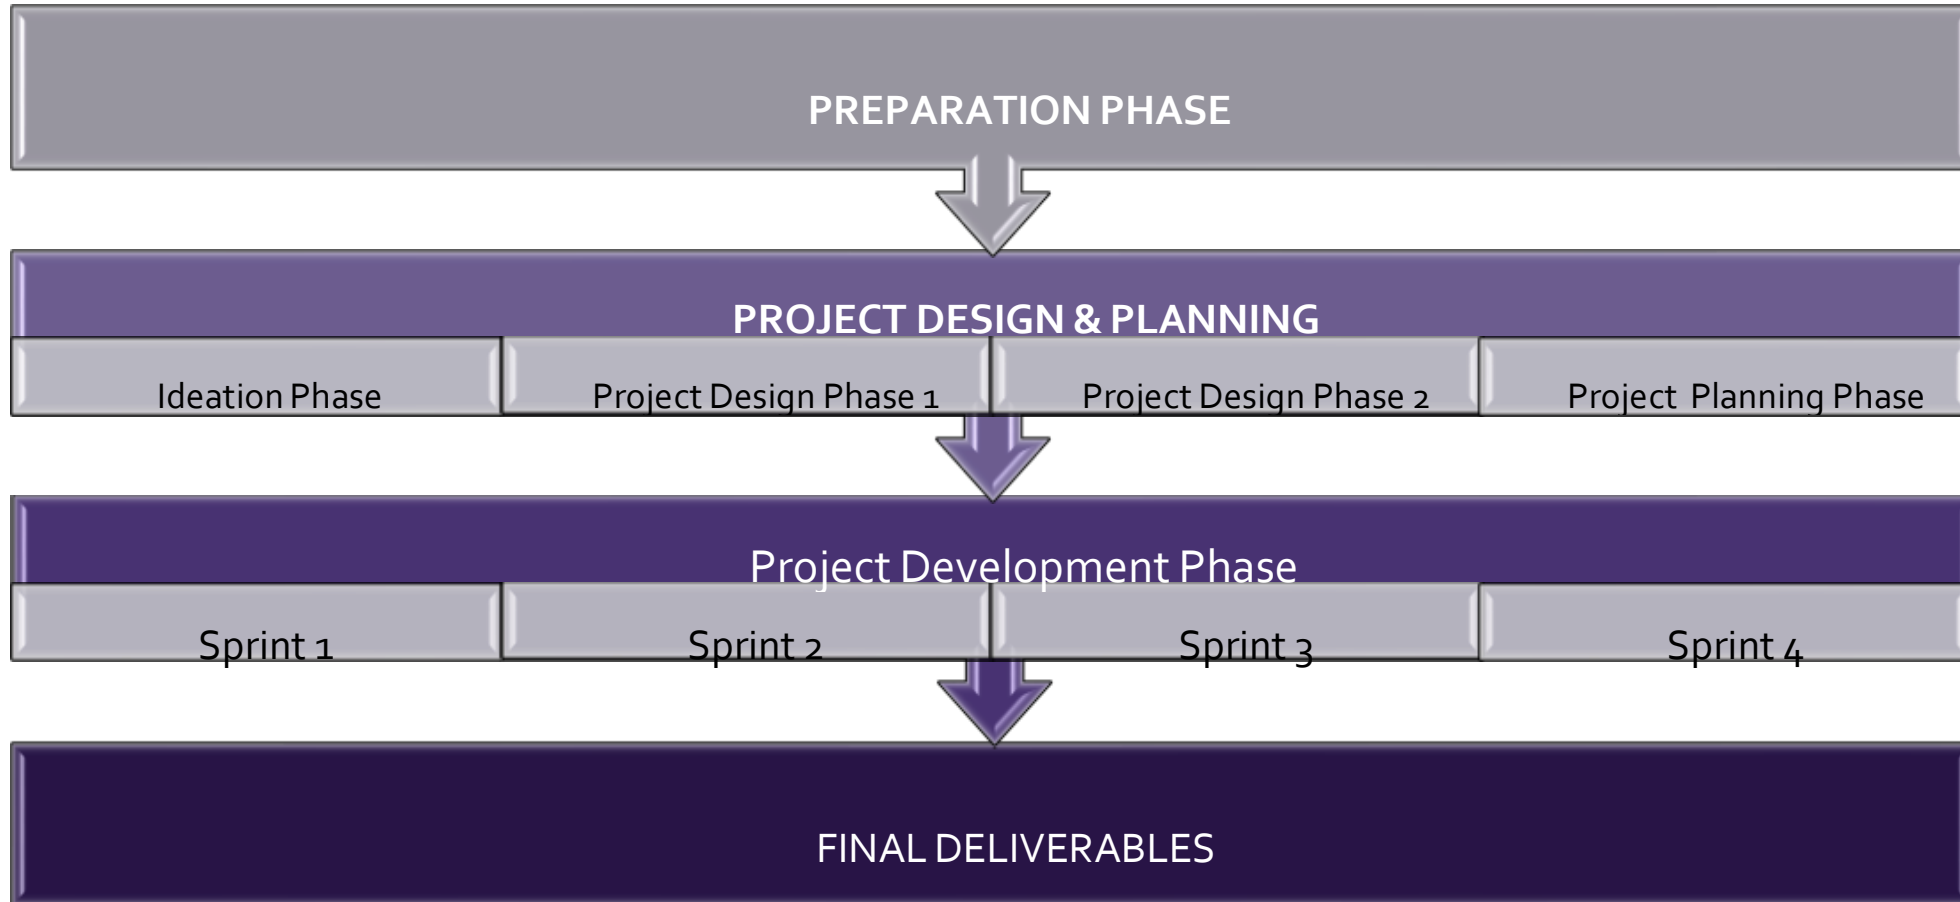 PREPARATION PHASE
PROJECT DESIGN & PLANNING
Ideation Phase
Project Design Phase 1
Project Design Phase 2
Project Planning Phase
Project Development Phase
Sprint 1
Sprint 2
Sprint 3
Sprint 4
FINAL DELIVERABLES